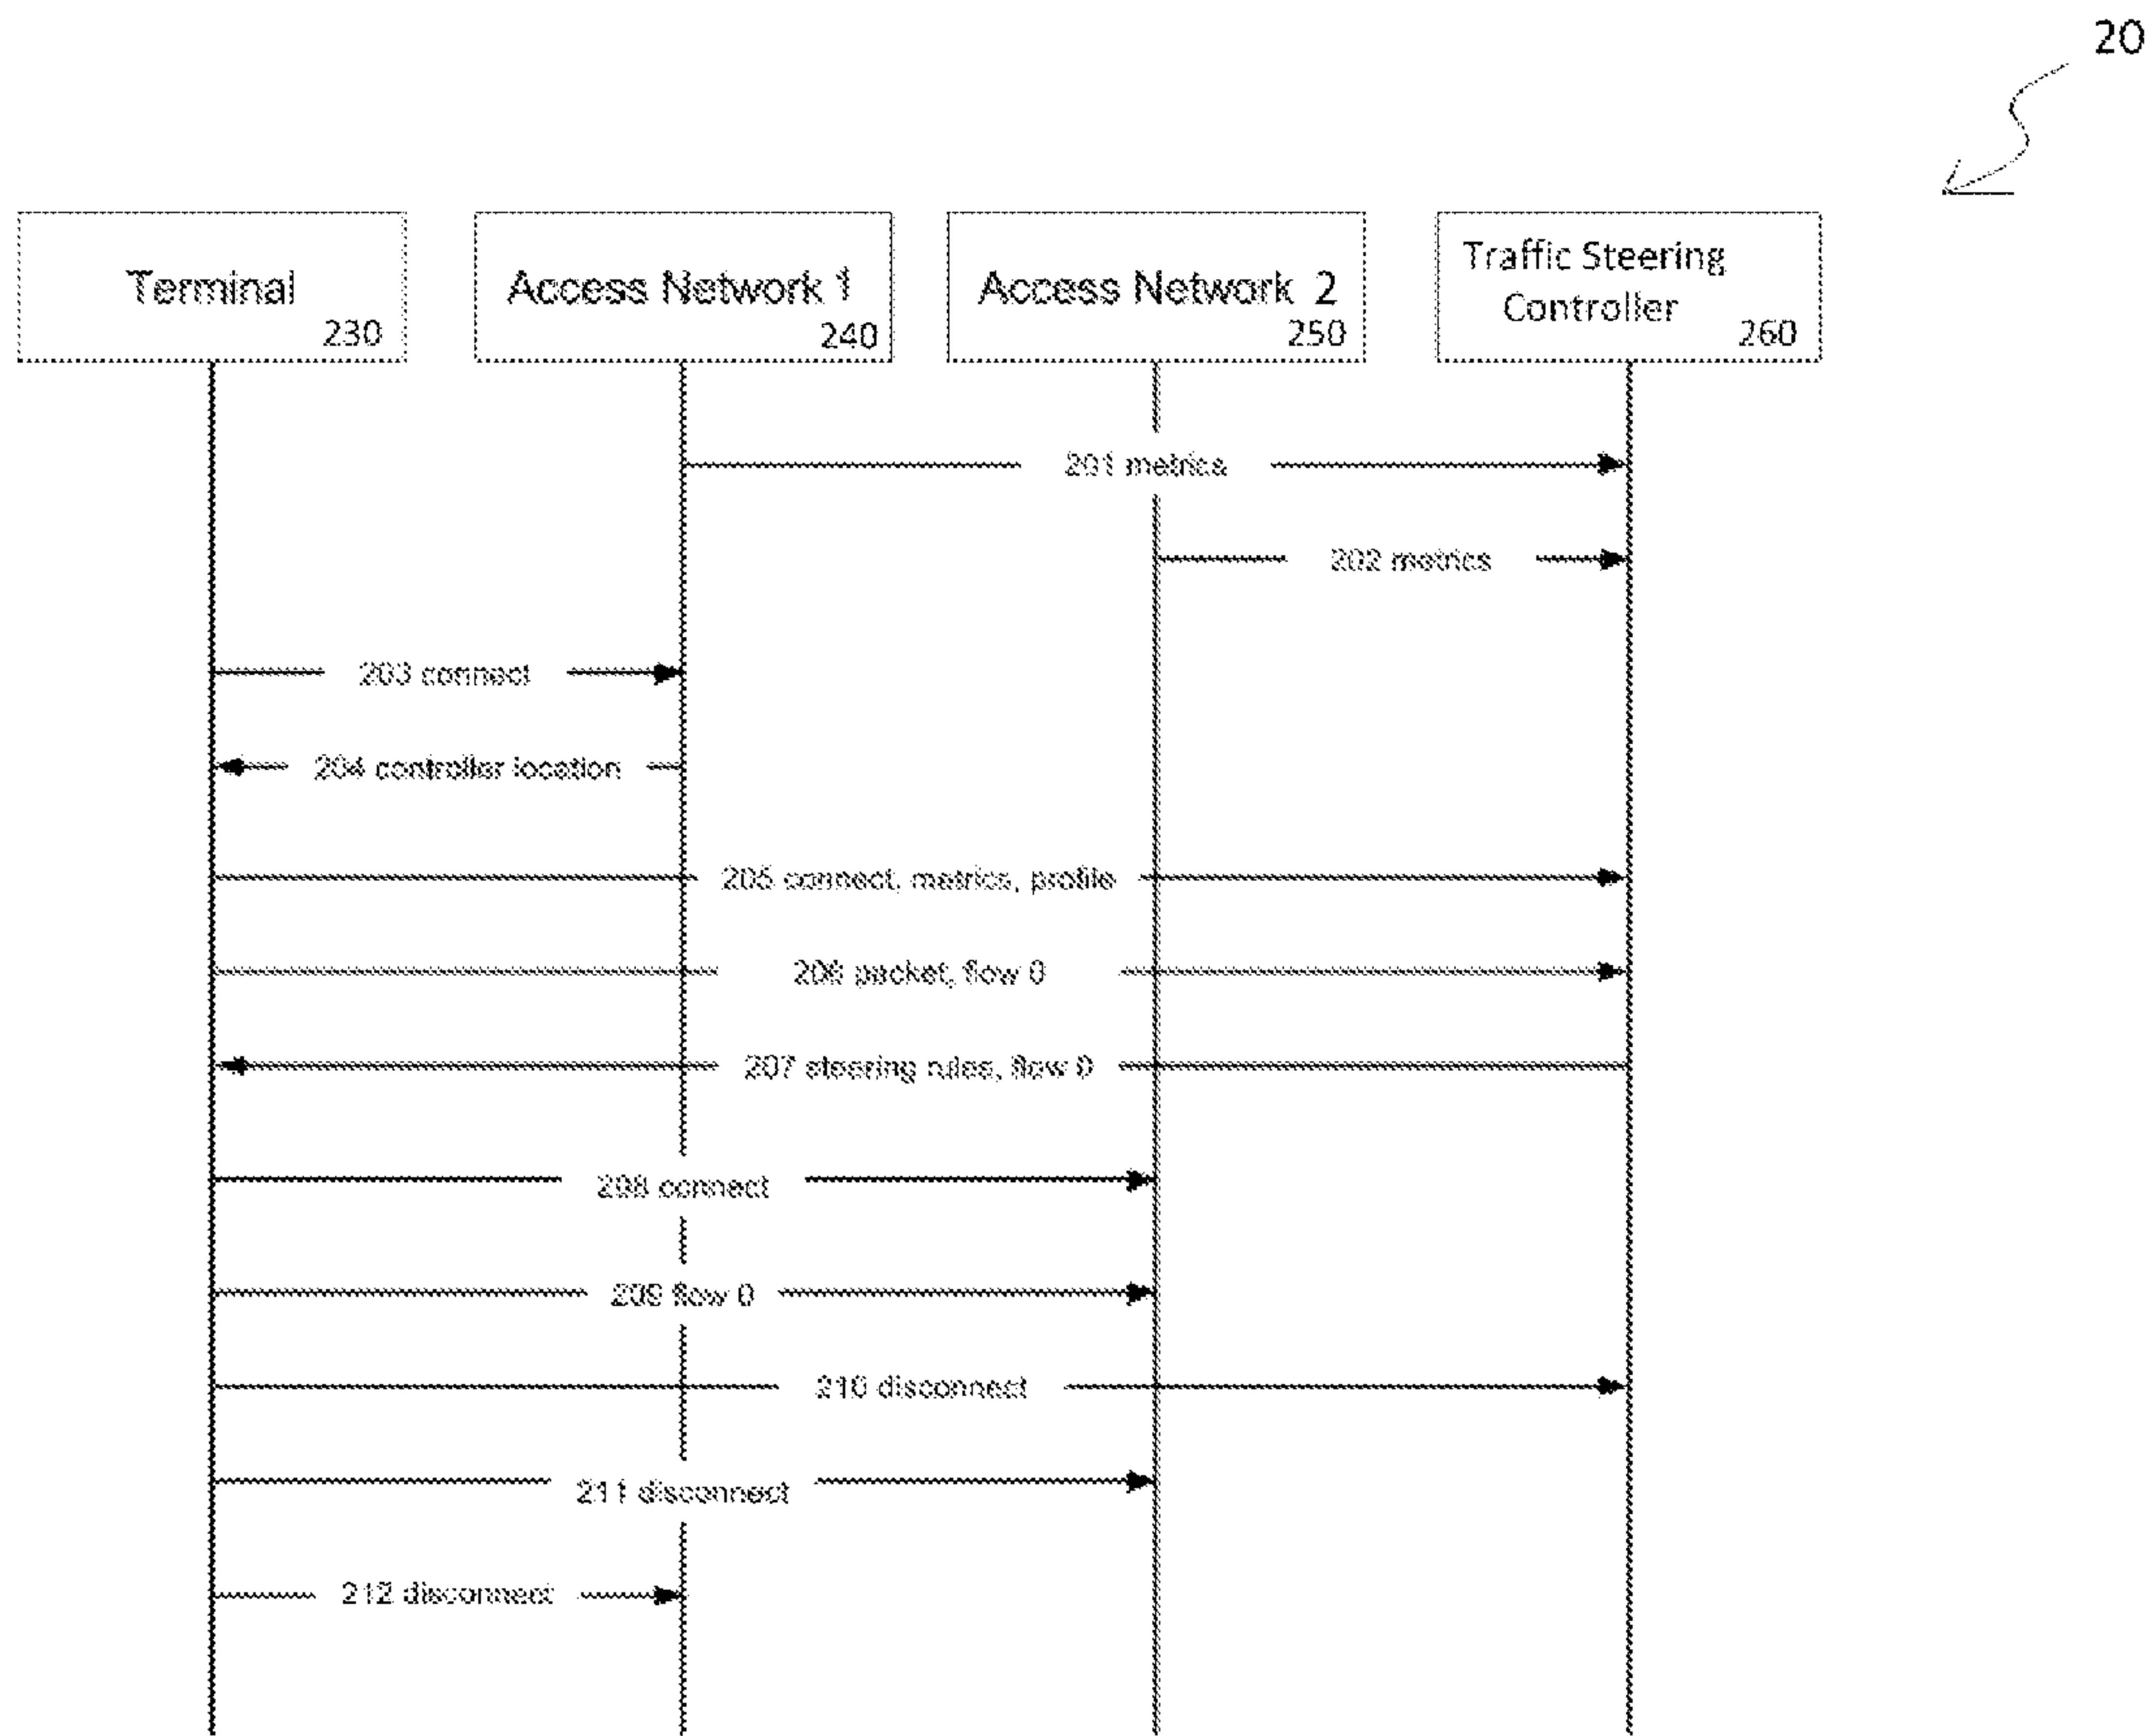 20
Terminal
230
Access Network 1
240
Access Network 2
250
Traffic Steering
Controller
260
201 metrics
202 metrics
203 connect
204 controller location
205 connect, metrics, profile
206 packet, flow 0
207 steering rules, flow 0
208 connect
209 flow 0
210 disconnect
211 disconnect
212 disconnect